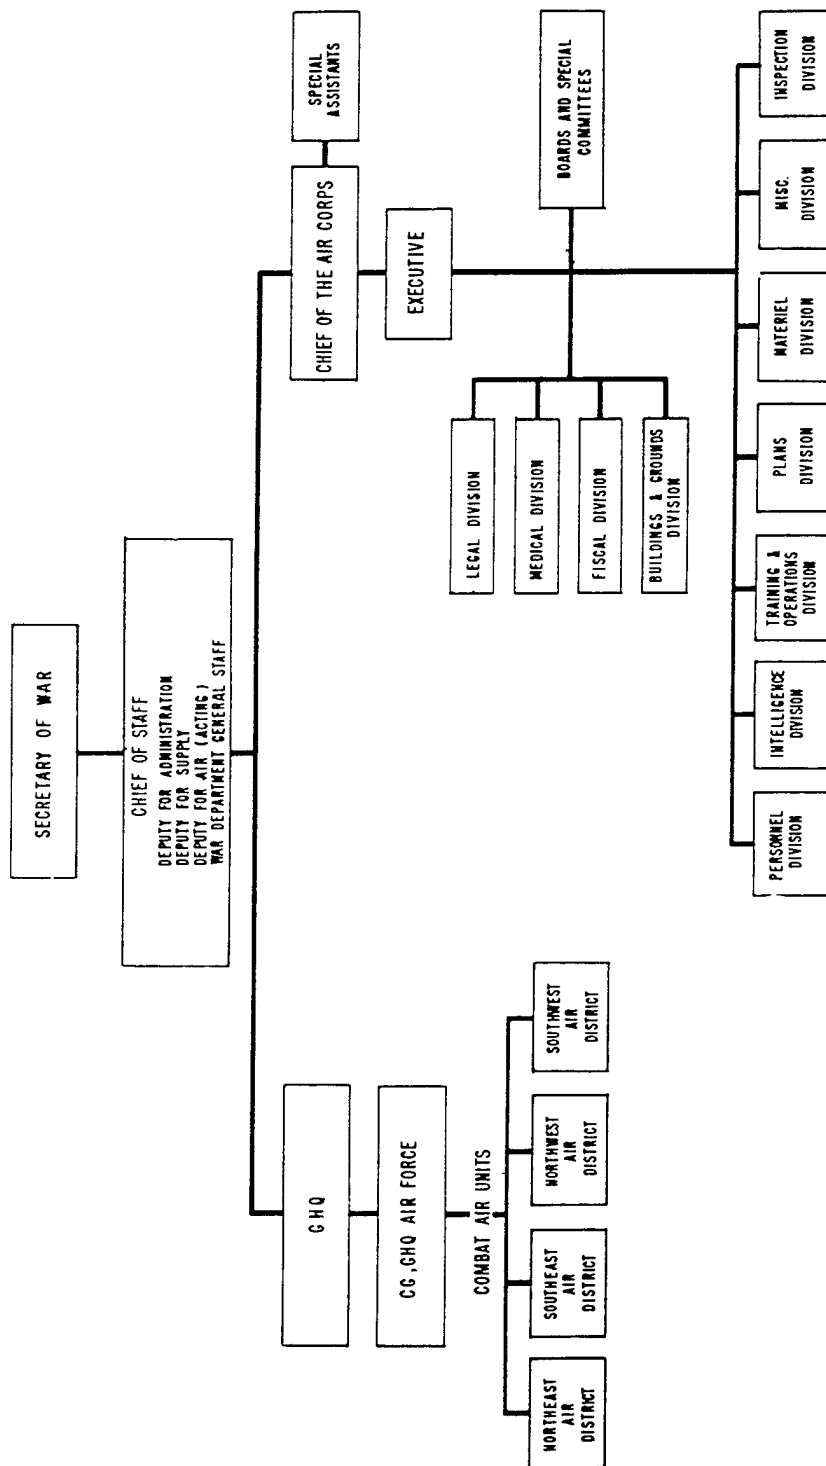 SECRETARY OF WAR
CHIEF OF STAFF
DEPUTY FOR ADMINISTRATION
DEPUTY FOR SUPPLY
DEPUTY FOR AIR (ACTING)
WAR DEPARTMENT GENERAL STAFF
GHQ
CG, GHQ AIR FORCE
COMBAT AIR UNITS
NORTHEAST
AIR
DISTRICT
SOUTHEAST
AIR
DISTRICT
NORTHWEST
AIR
DISTRICT
SOUTHWEST
AIR
DISTRICT
CHIEF OF THE AIR CORPS
SPECIAL
ASSISTANTS
EXECUTIVE
LEGAL DIVISION
MEDICAL DIVISION
FISCAL DIVISION
BUILDINGS & GROUNDS
DIVISION
BOARDS AND SPECIAL
COMMITTEES
PERSONNEL
DIVISION
INTELLIGENCE
DIVISION
TRAINING &
OPERATIONS
DIVISION
PLANS
DIVISION
MATERIEL
DIVISION
MISC.
DIVISION
INSPECTION
DIVISION